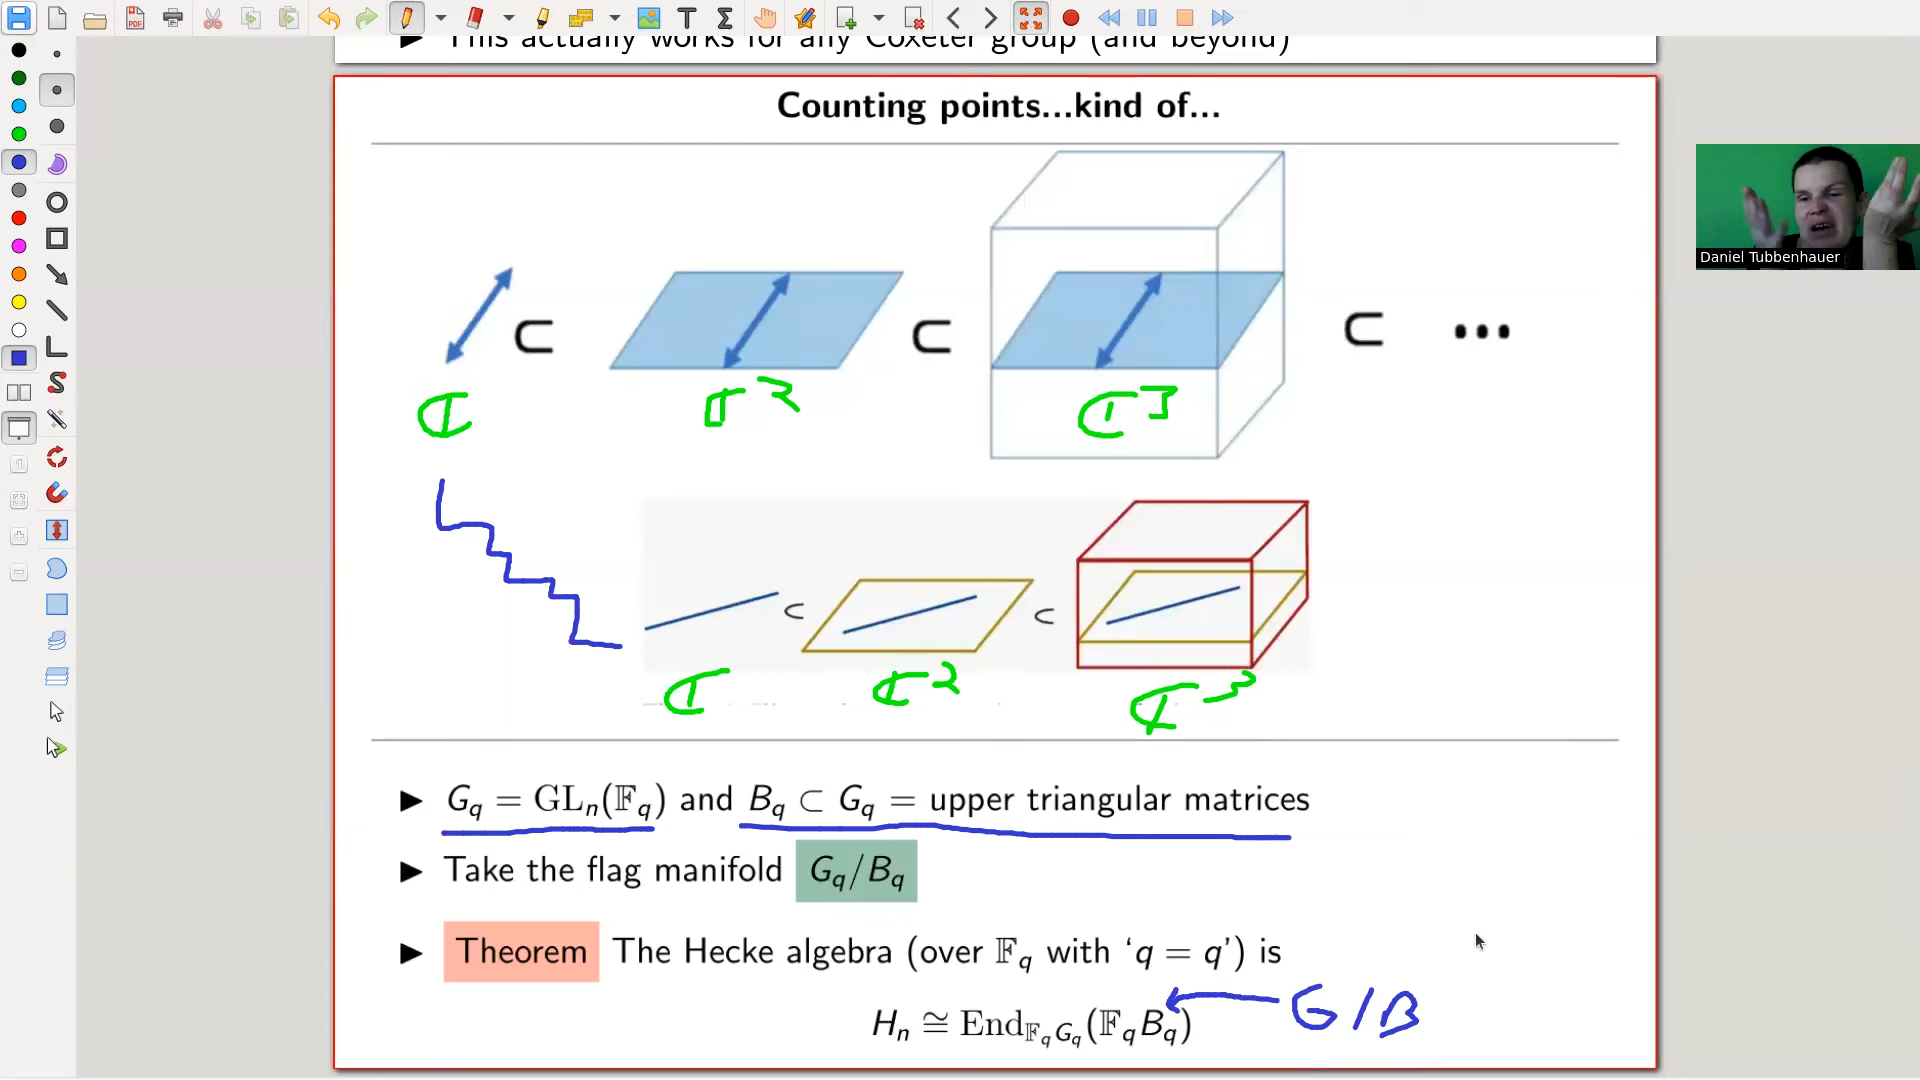 ▶ This actually works for any Coxeter group (and beyond)
Counting points...kind of...
⊂ ⊂ ⊂ ...
ℂ ℂ² ℂ³
⊂ ⊂
ℂ ℂ² ℂ³
▶ G_q = GL_n(𝔽_q) and B_q ⊂ G_q = upper triangular matrices
▶ Take the flag manifold G_q/B_q
▶ Theorem The Hecke algebra (over 𝔽_q with ‘q = q’) is
H_n ≅ End_{𝔽_q G_q}(𝔽_q B_q) G/B
Daniel Tubbenhauer